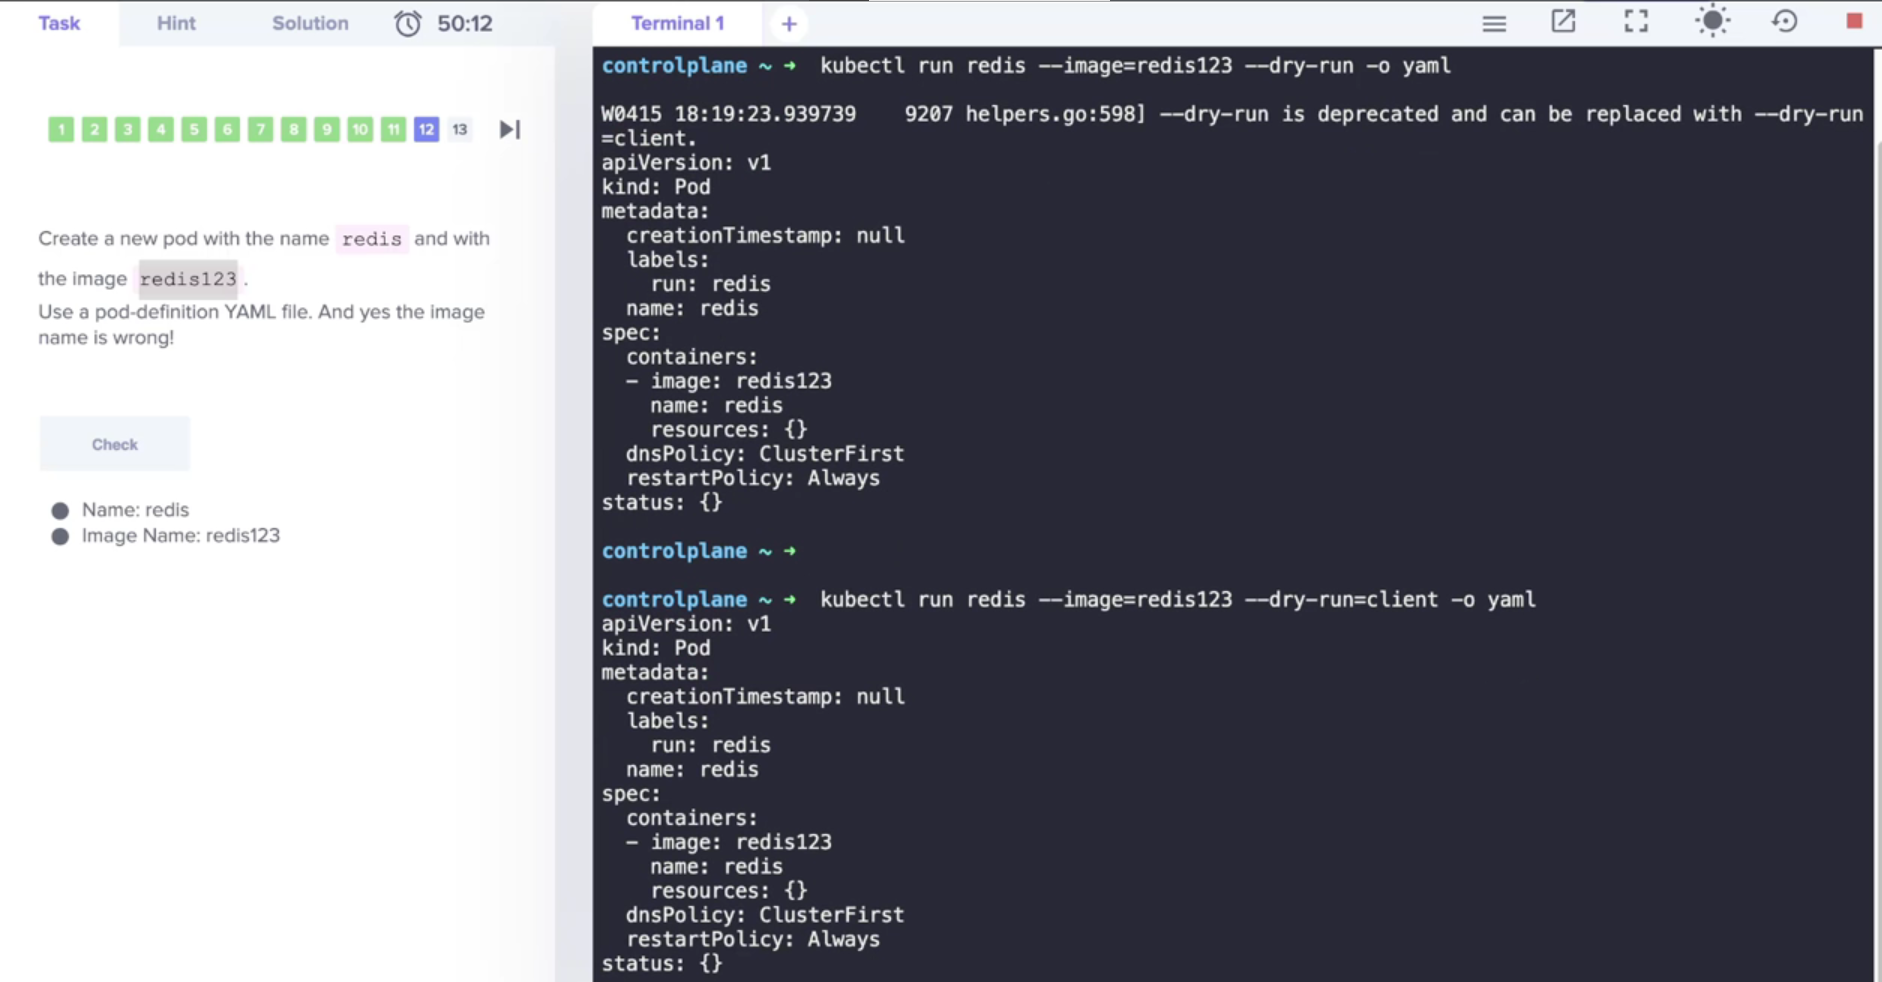 Task Hint Solution 50:12
1 2 3 4 5 6 7 8 9 10 11 12 13
Create a new pod with the name redis and with
the image redis123 .
Use a pod-definition YAML file. And yes the image
name is wrong!
Check
Name: redis
Image Name: redis123
Terminal 1 +
controlplane ~ ➜ kubectl run redis --image=redis123 --dry-run -o yaml
W0415 18:19:23.939739    9207 helpers.go:598] --dry-run is deprecated and can be replaced with --dry-run
=client.
apiVersion: v1
kind: Pod
metadata:
  creationTimestamp: null
  labels:
    run: redis
  name: redis
spec:
  containers:
  - image: redis123
    name: redis
    resources: {}
  dnsPolicy: ClusterFirst
  restartPolicy: Always
status: {}
controlplane ~ ➜
controlplane ~ ➜ kubectl run redis --image=redis123 --dry-run=client -o yaml
apiVersion: v1
kind: Pod
metadata:
  creationTimestamp: null
  labels:
    run: redis
  name: redis
spec:
  containers:
  - image: redis123
    name: redis
    resources: {}
  dnsPolicy: ClusterFirst
  restartPolicy: Always
status: {}